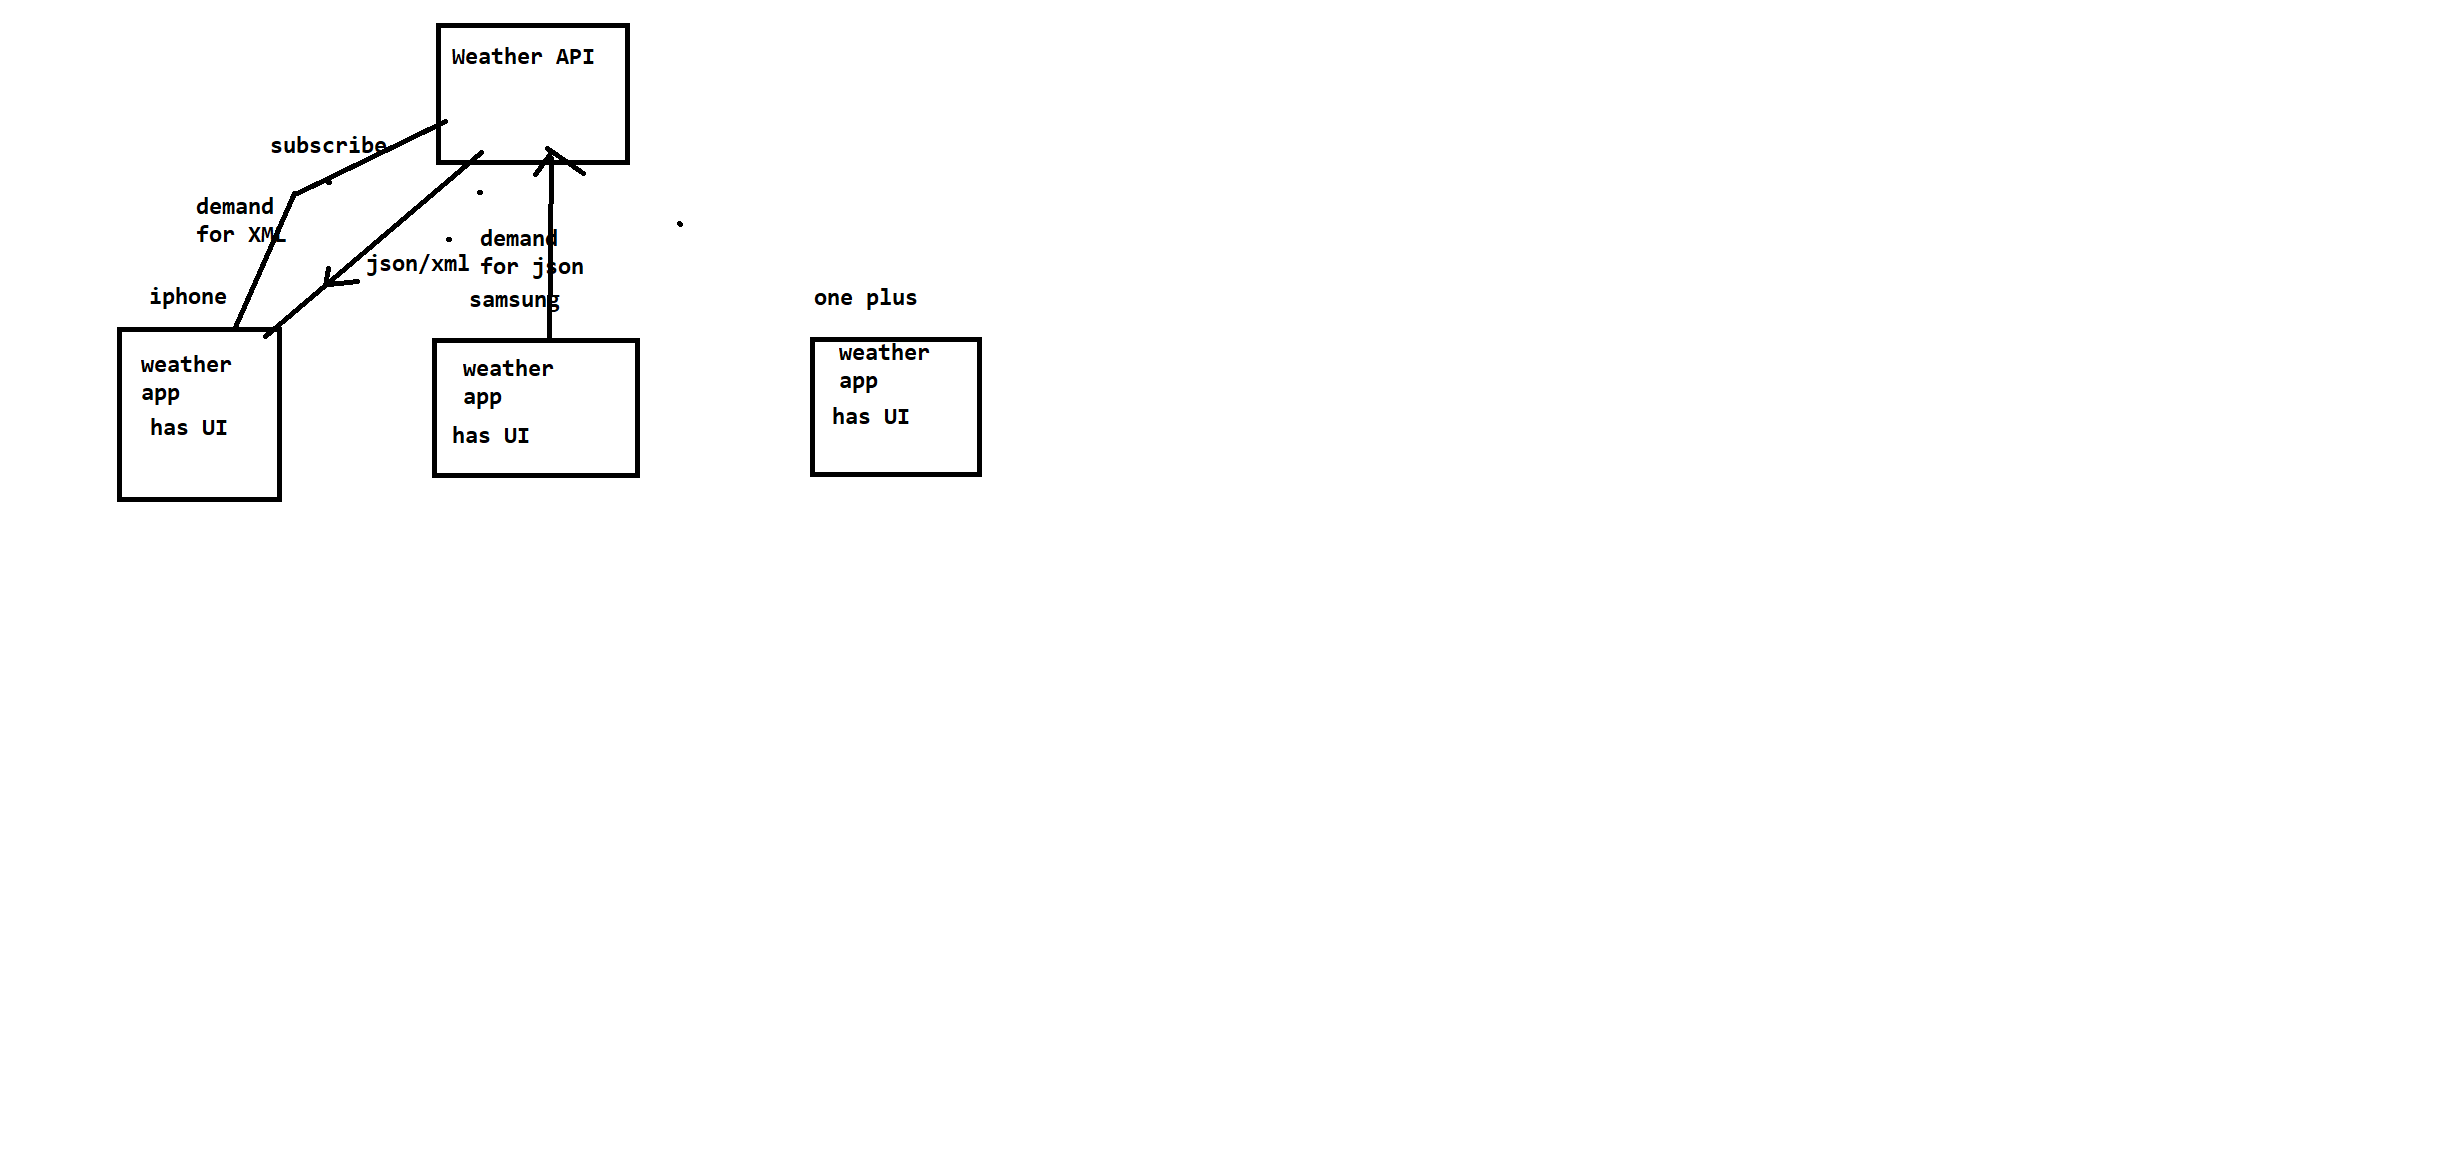 Weather API
subscribe
demand
for XML
json/xml
demand
for json
iphone
samsung
one plus
weather
app
has UI
weather
app
has UI
weather
app
has UI